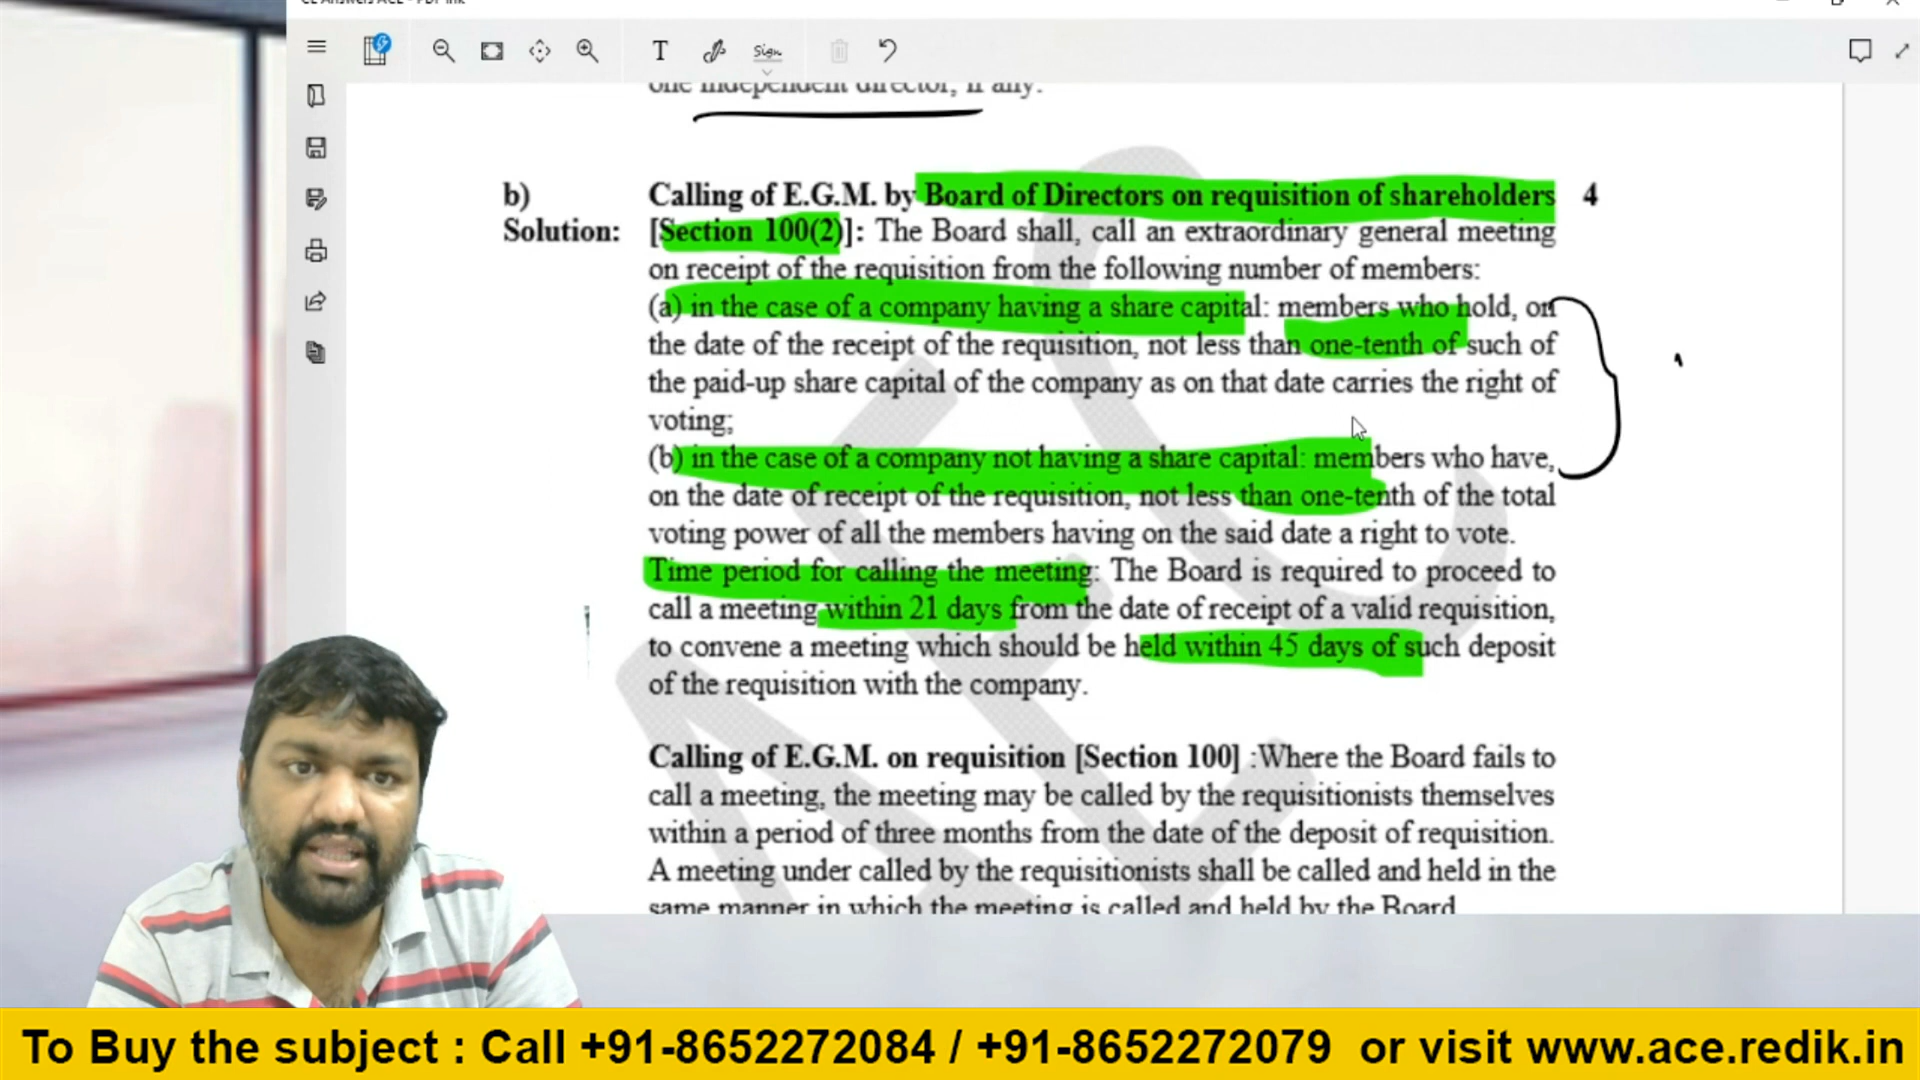 CL Answers ACE - PDF Ink
Sign
one independent director, if any.
b) Calling of E.G.M. by Board of Directors on requisition of shareholders 4
Solution: [Section 100(2)]: The Board shall, call an extraordinary general meeting
on receipt of the requisition from the following number of members:
(a) in the case of a company having a share capital: members who hold, on
the date of the receipt of the requisition, not less than one-tenth of such of
the paid-up share capital of the company as on that date carries the right of
voting;
(b) in the case of a company not having a share capital: members who have,
on the date of receipt of the requisition, not less than one-tenth of the total
voting power of all the members having on the said date a right to vote.
Time period for calling the meeting: The Board is required to proceed to
call a meeting within 21 days from the date of receipt of a valid requisition,
to convene a meeting which should be held within 45 days of such deposit
of the requisition with the company.
Calling of E.G.M. on requisition [Section 100] :Where the Board fails to
call a meeting, the meeting may be called by the requisitionists themselves
within a period of three months from the date of the deposit of requisition.
A meeting under called by the requisitionists shall be called and held in the
same manner in which the meeting is called and held by the Board
To Buy the subject : Call +91-8652272084 / +91-8652272079 or visit www.ace.redik.in